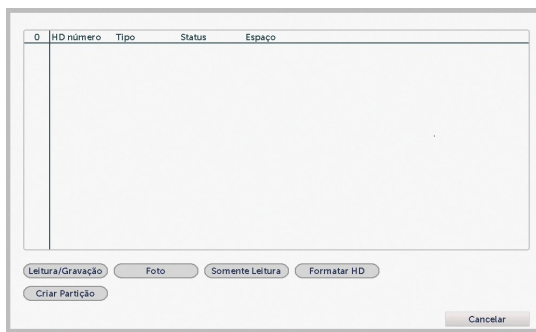 0 HD número Tipo Status Espaço
Leitura/Gravação Foto Somente Leitura Formatar HD
Criar Partição
Cancelar